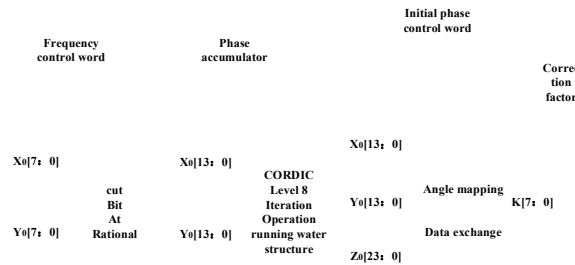 Initial phase
control word
Frequency
control word
Phase
accumulator
Correc
tion
factor
X0[7：0]
X0[13：0]
X0[13：0]
cut
Bit
At
Rational
CORDIC
Level 8
Iteration
Operation
running water
structure
Y0[13：0]
Angle mapping
K[7：0]
Y0[7：0]
Y0[13：0]
Data exchange
Z0[23：0]